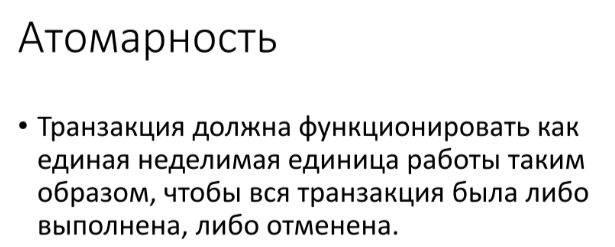 Атомарность
• Транзакция должна функционировать как
единая неделимая единица работы таким
образом, чтобы вся транзакция была либо
выполнена, либо отменена.